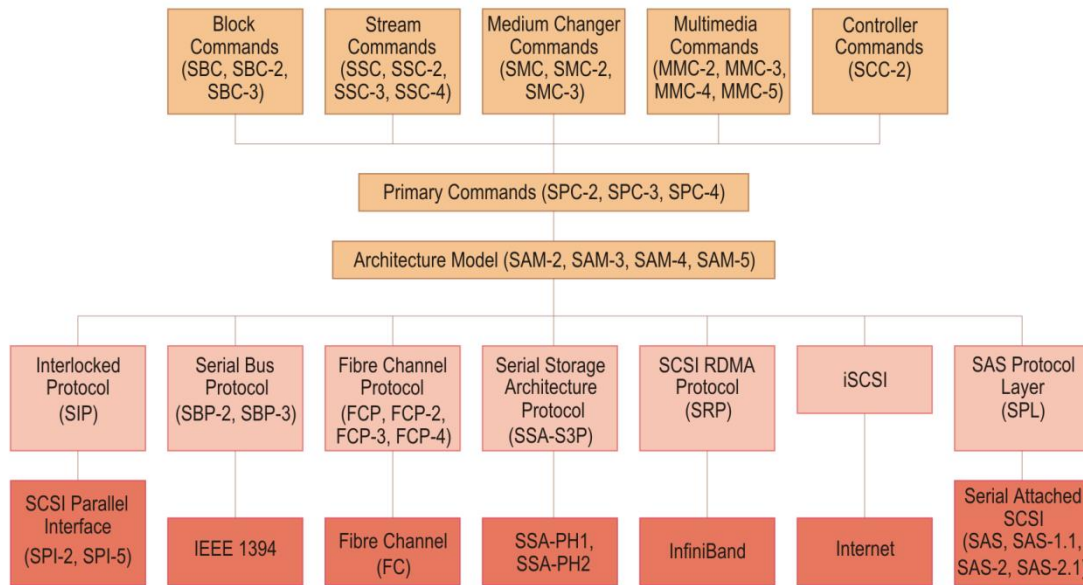 Block
Commands
(SBC, SBC-2,
SBC-3)
Stream
Commands
(SSC, SSC-2,
SSC-3, SSC-4)
Medium Changer
Commands
(SMC, SMC-2,
SMC-3)
Multimedia
Commands
(MMC-2, MMC-3,
MMC-4, MMC-5)
Controller
Commands
(SCC-2)
Primary Commands (SPC-2, SPC-3, SPC-4)
Architecture Model (SAM-2, SAM-3, SAM-4, SAM-5)
Interlocked
Protocol
(SIP)
Serial Bus
Protocol
(SBP-2, SBP-3)
Fibre Channel
Protocol
(FCP, FCP-2,
FCP-3, FCP-4)
Serial Storage
Architecture
Protocol
(SSA-S3P)
SCSI RDMA
Protocol
(SRP)
iSCSI
SAS Protocol
Layer
(SPL)
SCSI Parallel
Interface
(SPI-2, SPI-5)
IEEE 1394
Fibre Channel
(FC)
SSA-PH1,
SSA-PH2
InfiniBand
Internet
Serial Attached
SCSI
(SAS, SAS-1.1,
SAS-2, SAS-2.1)